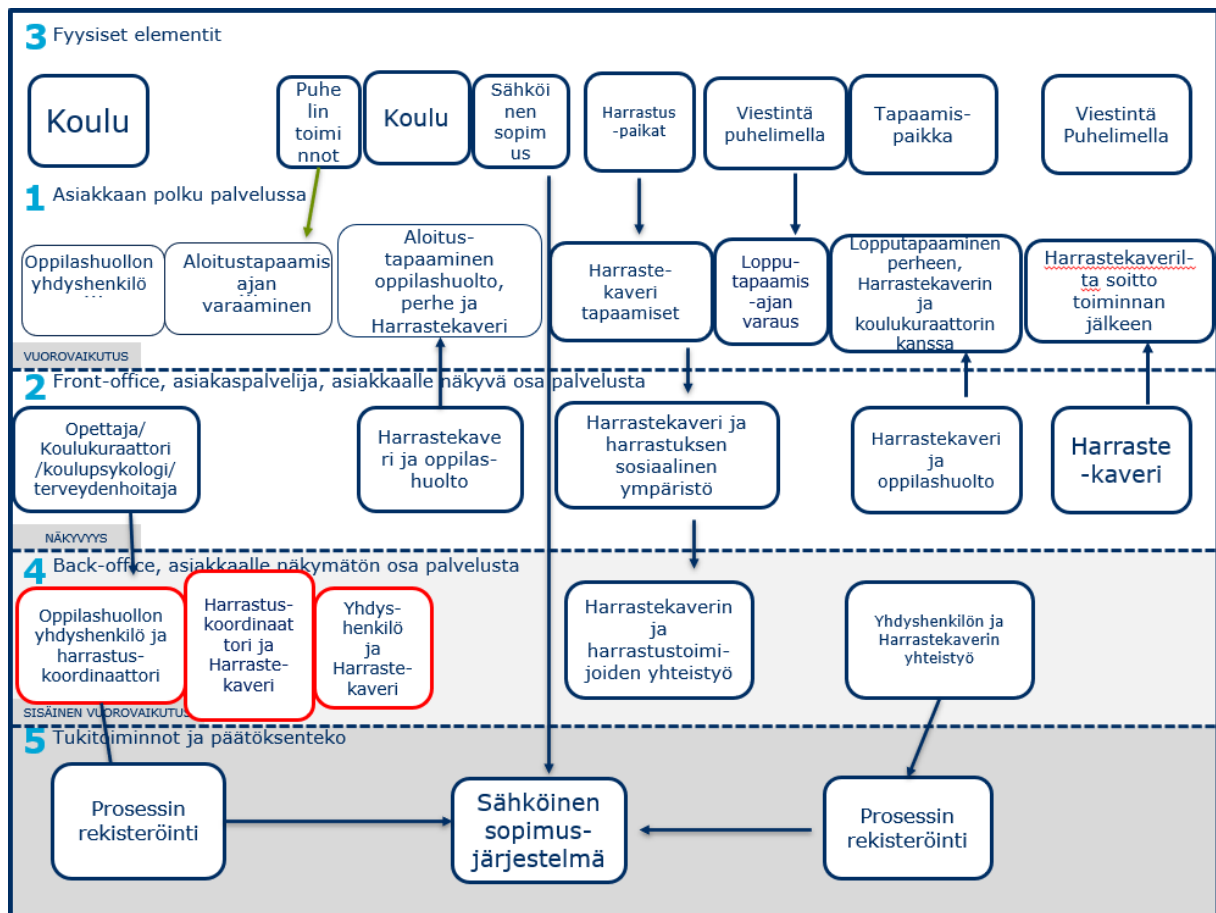 3 Fyysiset elementit
Koulu
Puhe
lin
toimi
nnot
Koulu
Sähköi
nen
sopim
us
Harrastus
-paikat
Viestintä
puhelimella
Tapaamis-
paikka
Viestintä
Puhelimella
1 Asiakkaan polku palvelussa
Oppilashuollon
yhdyshenkilö
Aloitustapaamis
ajan
varaaminen
Aloitus-
tapaaminen
oppilashuolto,
perhe ja
Harrastekaveri
Harraste-
kaveri
tapaamiset
Loppu-
tapaamis
-ajan
varaus
Lopputapaaminen
perheen,
Harrastekaverin
ja
koulukuraattorin
kanssa
Harrastekaveril-
ta soitto
toiminnan
jälkeen
VUOROVAIKUTUS
2 Front-office, asiakaspalvelija, asiakkaalle näkyvä osa palvelusta
Opettaja/
Koulukuraattori
/koulupsykologi/
terveydenhoitaja
Harrastekave
ri ja oppilas-
huolto
Harrastekaveri ja
harrastuksen
sosiaalinen
ympäristö
Harrastekaveri
ja
oppilashuolto
Harraste
-kaveri
NÄKYVYYS
4 Back-office, asiakkaalle näkymätön osa palvelusta
Oppilashuollon
yhdyshenkilö ja
harrastus-
koordinaattori
Harrastus-
koordinaat
tori ja
Harraste-
kaveri
Yhdys-
henkilö
ja
Harraste-
kaveri
Harrastekaverin
ja
harrastustoimi-
joiden yhteistyö
Yhdyshenkilön ja
Harrastekaverin
yhteistyö
SISÄINEN VUOROVAIKUTUS
5 Tukitoiminnot ja päätöksenteko
Prosessin
rekisteröinti
Sähköinen
sopimus-
järjestelmä
Prosessin
rekisteröinti